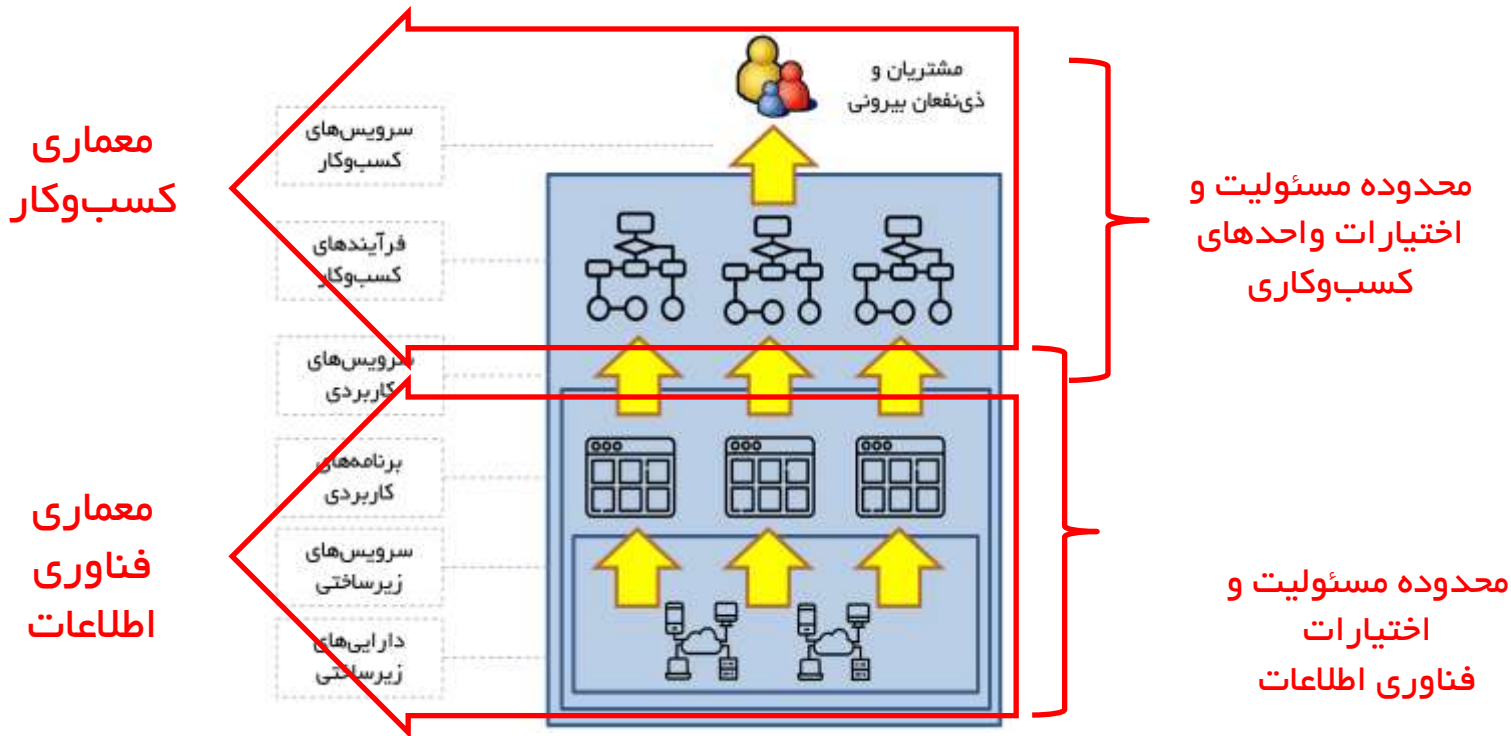 مشتریان و
ذی‌نفعان بیرونی
سرویس‌های
کسب‌وکار
معماری
کسب‌وکار
محدوده مسئولیت و
اختیارات واحدهای
کسب‌وکاری
فرآیندهای
کسب‌وکار
سرویس‌های
کاربردی
برنامه‌های
کاربردی
معماری
فناوری
اطلاعات
سرویس‌های
زیرساختی
محدوده مسئولیت و
اختیارات
فناوری اطلاعات
دارایی‌های
زیرساختی